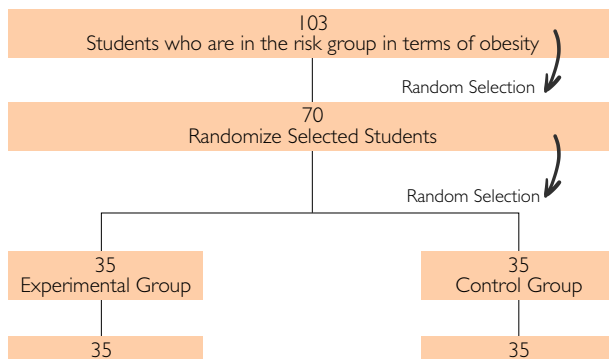 103
Students who are in the risk group in terms of obesity
Random Selection
70
Randomize Selected Students
Random Selection
35
Experimental Group
35
Control Group
35
35